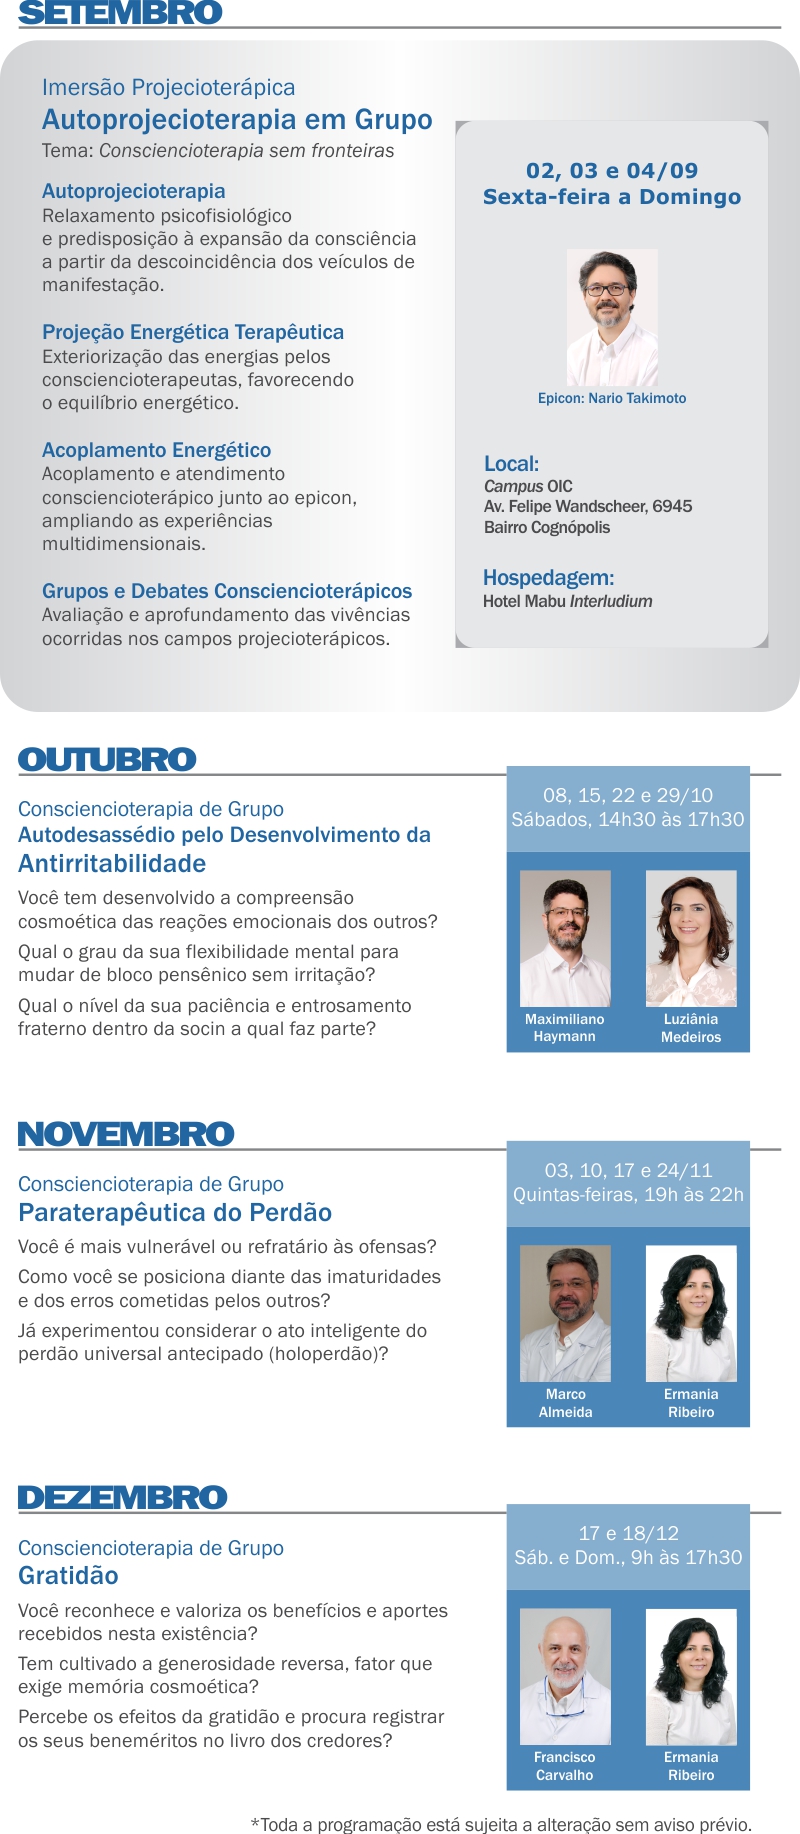 SETEMBRO
Imersão Projecioterápica
Autoprojecioterapia em Grupo
Tema: Consciencioterapia sem fronteiras
Autoprojecioterapia
Relaxamento psicofisiológico
e predisposição à expansão da consciência
a partir da descoincidência dos veículos de
manifestação.
Projeção Energética Terapêutica
Exteriorização das energias pelos
consciencioterapeutas, favorecendo
o equilíbrio energético.
Acoplamento Energético
Acoplamento e atendimento
consciencioterápico junto ao epicon,
ampliando as experiências
multidimensionais.
Grupos e Debates Consciencioterápicos
Avaliação e aprofundamento das vivências
ocorridas nos campos projecioterápicos.
02, 03 e 04/09
Sexta-feira a Domingo
Epicon: Nario Takimoto
Local:
Campus OIC
Av. Felipe Wandscheer, 6945
Bairro Cognópolis
Hospedagem:
Hotel Mabu Interludium
OUTUBRO
Consciencioterapia de Grupo
Autodesassédio pelo Desenvolvimento da
Antirritabilidade
Você tem desenvolvido a compreensão
cosmoética das reações emocionais dos outros?
Qual o grau da sua flexibilidade mental para
mudar de bloco pensênico sem irritação?
Qual o nível da sua paciência e entrosamento
fraterno dentro da socin a qual faz parte?
08, 15, 22 e 29/10
Sábados, 14h30 às 17h30
Maximiliano
Haymann
Luziânia
Medeiros
NOVEMBRO
Consciencioterapia de Grupo
Paraterapêutica do Perdão
Você é mais vulnerável ou refratário às ofensas?
Como você se posiciona diante das imaturidades
e dos erros cometidas pelos outros?
Já experimentou considerar o ato inteligente do
perdão universal antecipado (holoperdão)?
03, 10, 17 e 24/11
Quintas-feiras, 19h às 22h
Marco
Almeida
Ermania
Ribeiro
DEZEMBRO
Consciencioterapia de Grupo
Gratidão
Você reconhece e valoriza os benefícios e aportes
recebidos nesta existência?
Tem cultivado a generosidade reversa, fator que
exige memória cosmoética?
Percebe os efeitos da gratidão e procura registrar
os seus beneméritos no livro dos credores?
17 e 18/12
Sáb. e Dom., 9h às 17h30
Francisco
Carvalho
Ermania
Ribeiro
*Toda a programação está sujeita a alteração sem aviso prévio.